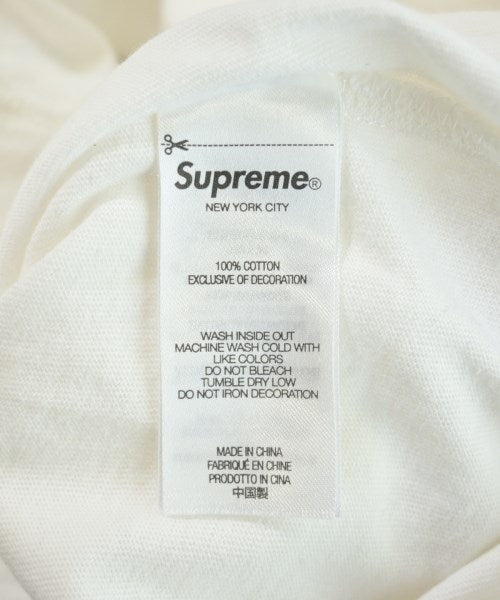 Supreme®
NEW YORK CITY
100% COTTON
EXCLUSIVE OF DECORATION
WASH INSIDE OUT
MACHINE WASH COLD WITH
LIKE COLORS
DO NOT BLEACH
TUMBLE DRY LOW
DO NOT IRON DECORATION
MADE IN CHINA
FABRIQUÉ EN CHINE
PRODOTTO IN CINA
中国製